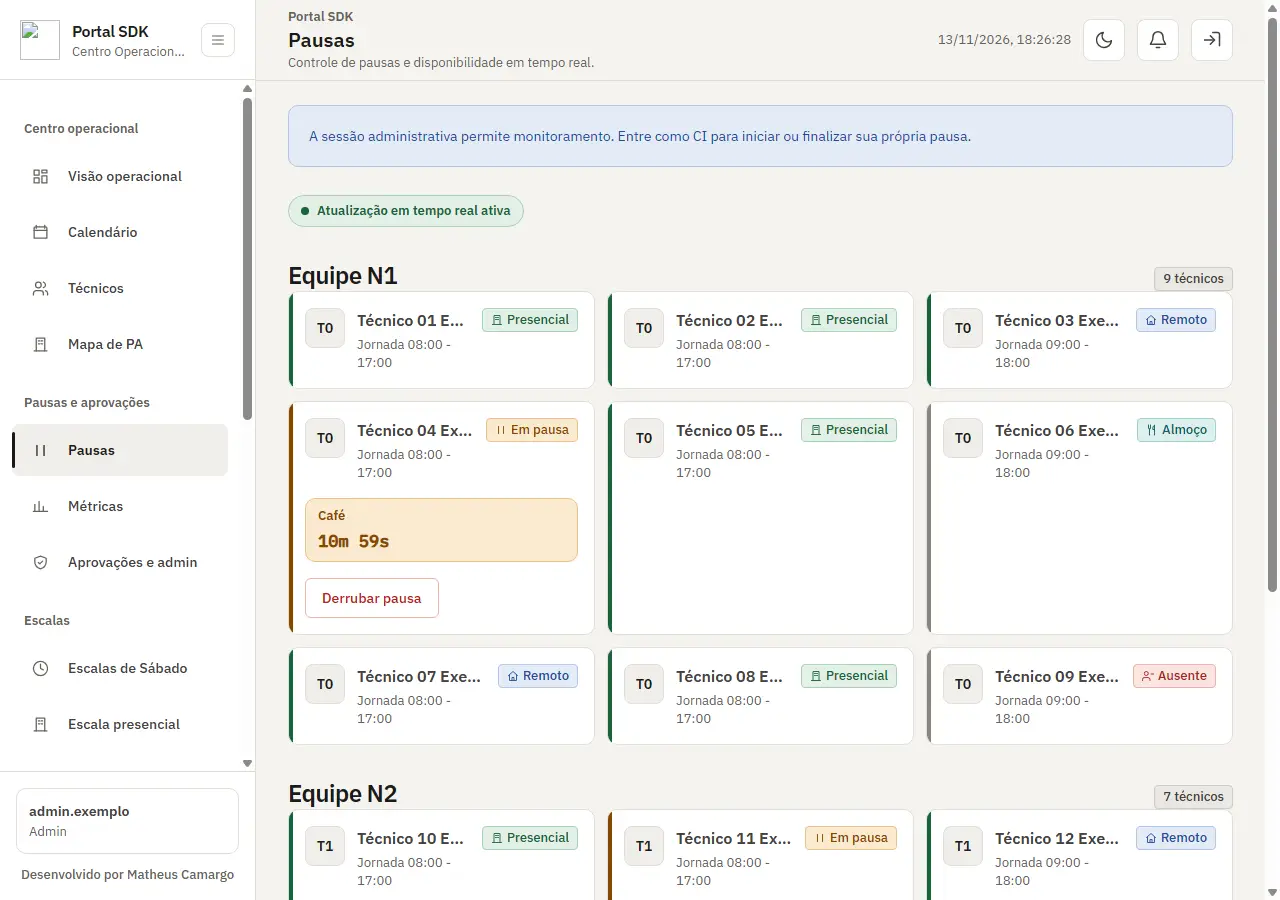 Portal SDK
Centro Operacion...
Centro operacional
Visão operacional
Calendário
Técnicos
Mapa de PA
Pausas e aprovações
Pausas
Métricas
Aprovações e admin
Escalas
Escalas de Sábado
Escala presencial
admin.exemplo
Admin
Desenvolvido por Matheus Camargo
Portal SDK
Pausas
Controle de pausas e disponibilidade em tempo real.
13/11/2026, 18:26:28
A sessão administrativa permite monitoramento. Entre como CI para iniciar ou finalizar sua própria pausa.
Atualização em tempo real ativa
Equipe N1
9 técnicos
T0
Técnico 01 E...
Presencial
Jornada 08:00 -
17:00
T0
Técnico 02 E...
Presencial
Jornada 08:00 -
17:00
T0
Técnico 03 Exe...
Remoto
Jornada 09:00 -
18:00
T0
Técnico 04 Ex...
Em pausa
Jornada 08:00 -
17:00
Café
10m 59s
Derrubar pausa
T0
Técnico 05 E...
Presencial
Jornada 08:00 -
17:00
T0
Técnico 06 Exe...
Almoço
Jornada 09:00 -
18:00
T0
Técnico 07 Exe...
Remoto
Jornada 08:00 -
17:00
T0
Técnico 08 E...
Presencial
Jornada 08:00 -
17:00
T0
Técnico 09 Exe...
Ausente
Jornada 09:00 -
18:00
Equipe N2
7 técnicos
T1
Técnico 10 E...
Presencial
Jornada 08:00 -
17:00
T1
Técnico 11 Ex...
Em pausa
Jornada 08:00 -
17:00
T1
Técnico 12 Exe...
Remoto
Jornada 09:00 -
18:00